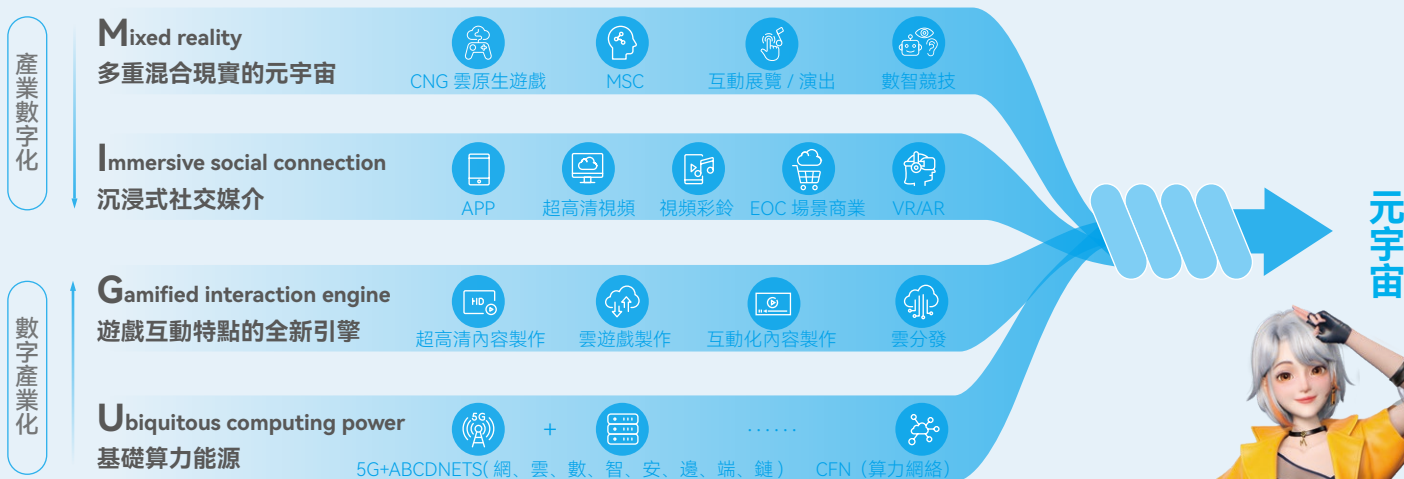 產業數字化
Mixed reality
多重混合現實的元宇宙
CNG 雲原生遊戲
MSC
互動展覽 / 演出
數智競技
Immersive social connection
沉浸式社交媒介
APP
超高清視頻
視頻彩鈴
EOC 場景商業
VR/AR
數字產業化
Gamified interaction engine
遊戲互動特點的全新引擎
HD
超高清內容製作
雲遊戲製作
互動化內容製作
雲分發
Ubiquitous computing power
基礎算力能源
5G
+
......
5G+ABCDNETS( 網、雲、數、智、安、邊、端、鏈 )
CFN（算力網絡）
元宇宙